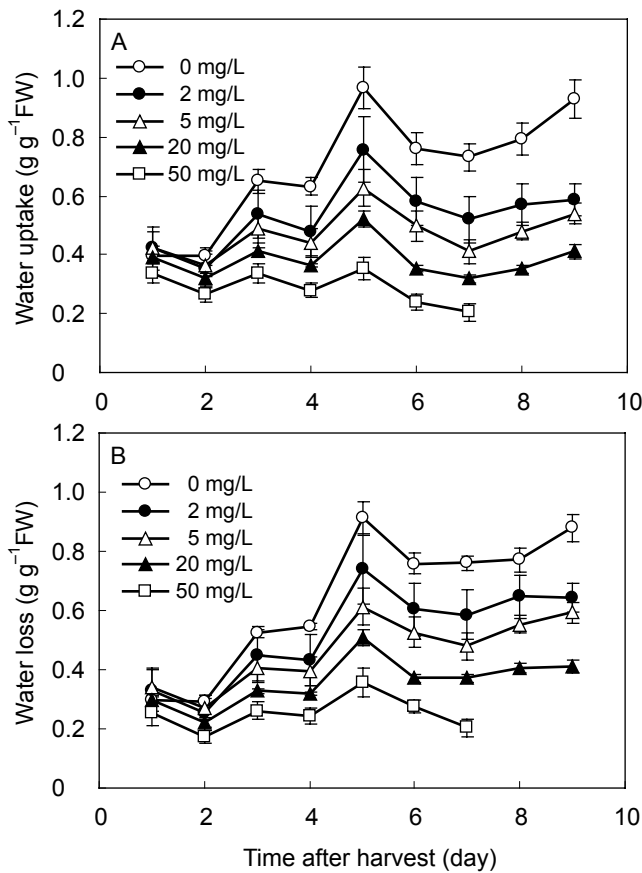 A
0 mg/L
2 mg/L
5 mg/L
20 mg/L
50 mg/L
Water uptake (g g⁻¹FW)
1.2
1.0
0.8
0.6
0.4
0.2
0
0 2 4 6 8 10
B
0 mg/L
2 mg/L
5 mg/L
20 mg/L
50 mg/L
Water loss (g g⁻¹FW)
1.2
1.0
0.8
0.6
0.4
0.2
0
0 2 4 6 8 10
Time after harvest (day)